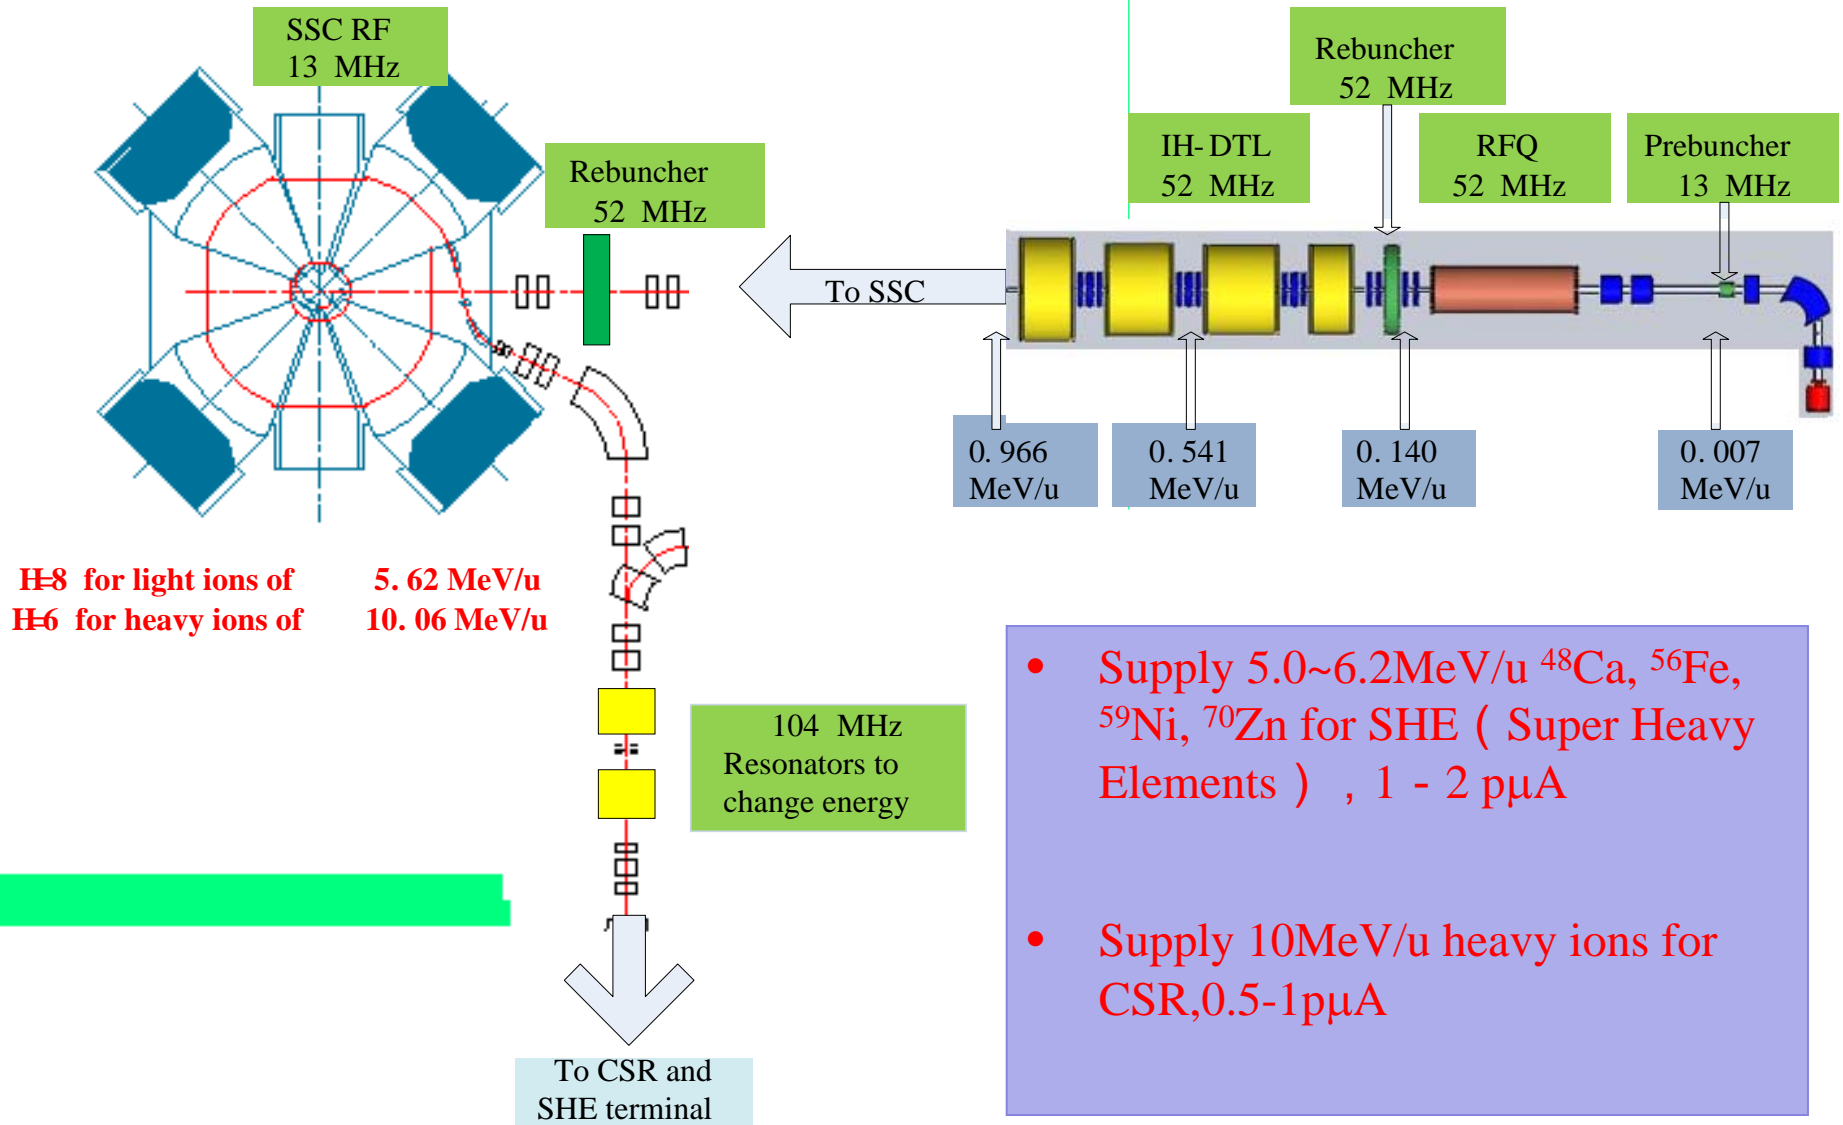 SSC RF
13 MHz
Rebuncher
52 MHz
IH-DTL
52 MHz
RFQ
52 MHz
Prebuncher
13 MHz
Rebuncher
52 MHz
To SSC
0.966
MeV/u
0.541
MeV/u
0.140
MeV/u
0.007
MeV/u
H=8 for light ions of 5.62 MeV/u
H=6 for heavy ions of 10.06 MeV/u
104 MHz
Resonators to
change energy
To CSR and
SHE terminal
• Supply 5.0~6.2MeV/u ⁴⁸Ca, ⁵⁶Fe,
⁵⁹Ni, ⁷⁰Zn for SHE ( Super Heavy
Elements ) , 1 - 2 pμA
• Supply 10MeV/u heavy ions for
CSR,0.5-1pμA